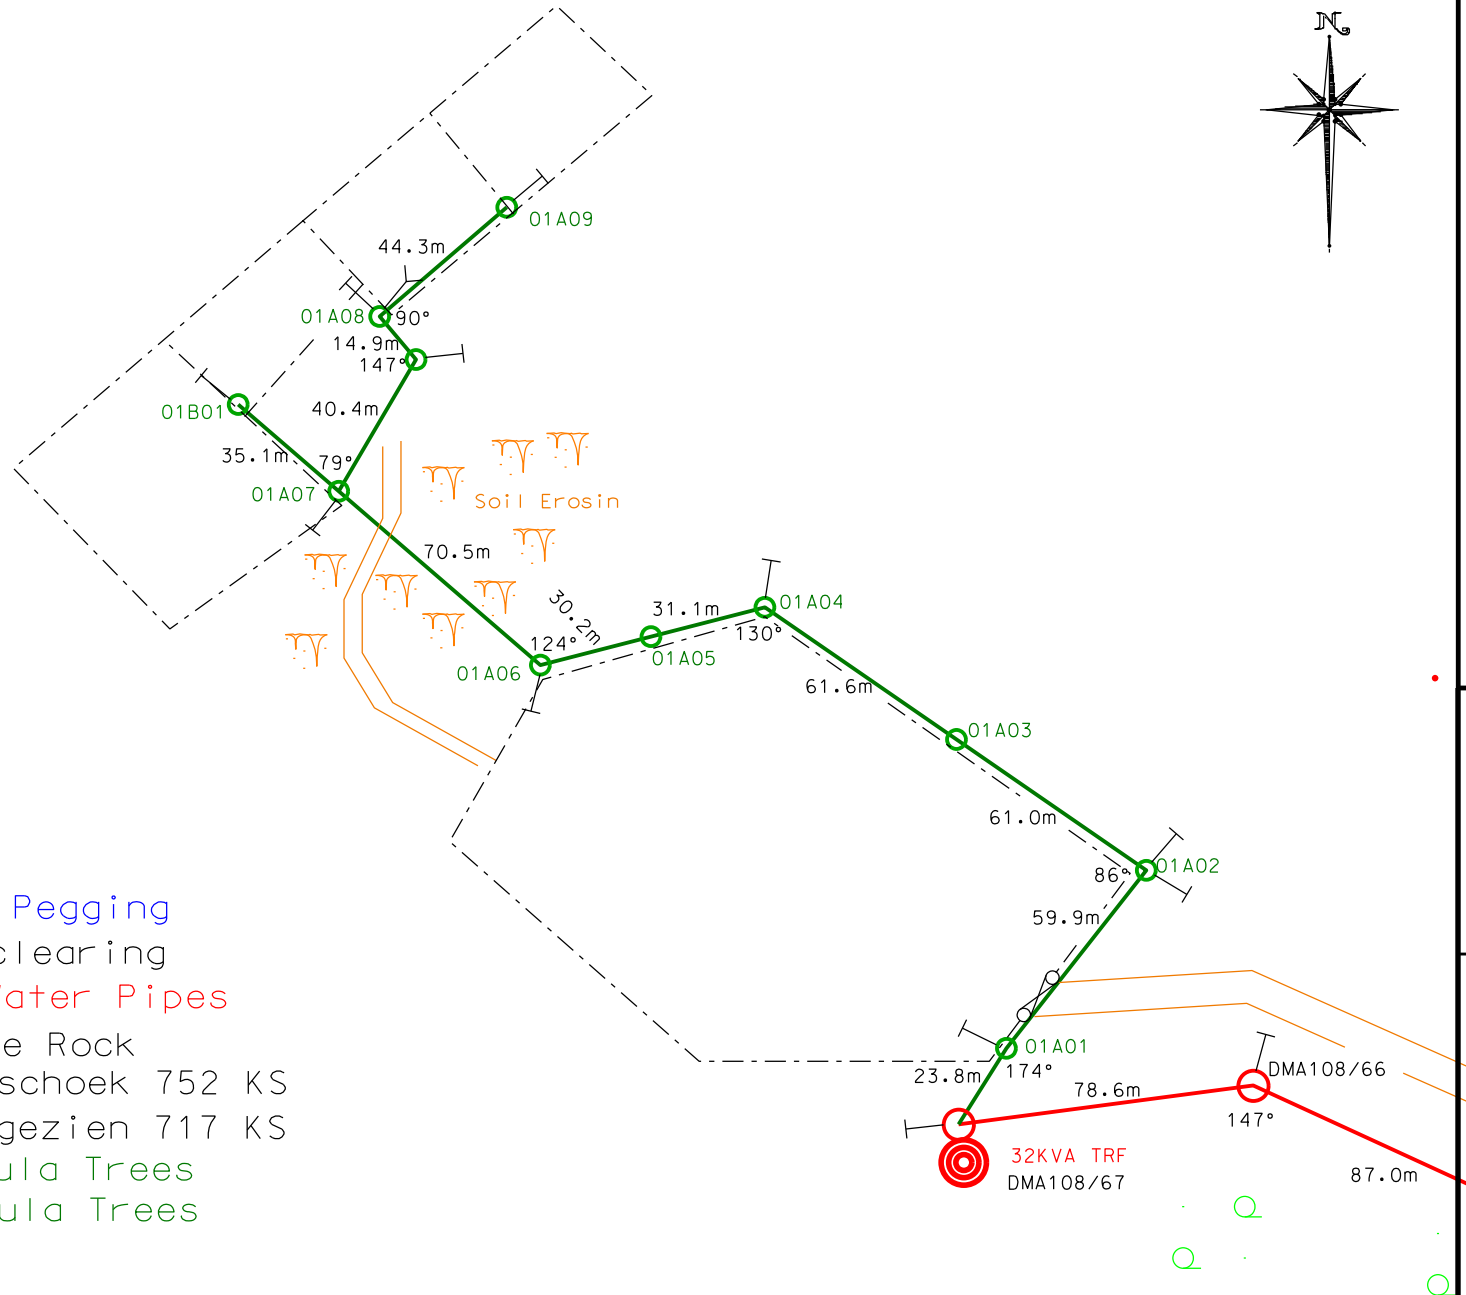 N
01A09
44.3m
01A08
90°
14.9m
147°
01B01
40.4m
35.1m
79°
01A07
Soil Erosin
70.5m
30.2m
31.1m
01A04
124°
130°
01A05
01A06
61.6m
01A03
61.0m
86°
01A02
59.9m
Pegging
clearing
Water Pipes
e Rock
schoek 752 KS
gezien 717 KS
ula Trees
ula Trees
01A01
23.8m
174°
78.6m
DMA108/66
147°
32KVA TRF
DMA108/67
87.0m